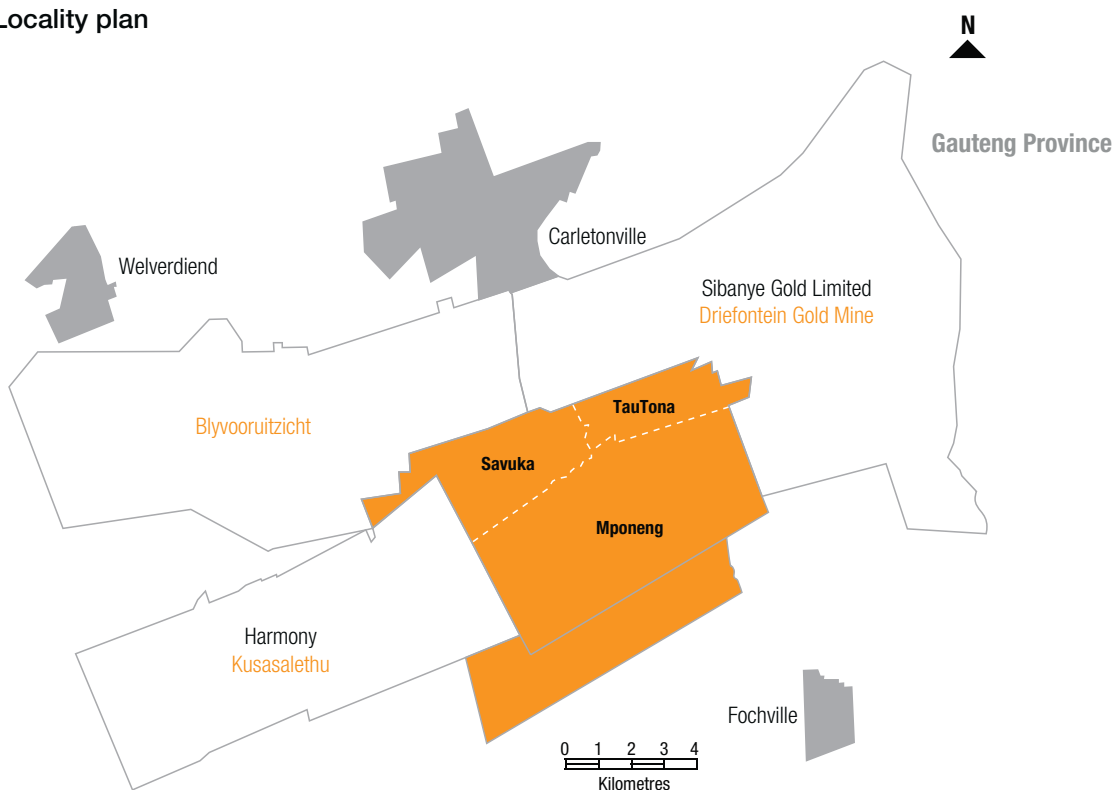 Locality plan
N
Gauteng Province
Carletonville
Welverdiend
Sibanye Gold Limited
Driefontein Gold Mine
TauTona
Blyvooruitzicht
Savuka
Mponeng
Harmony
Kusasalethu
Fochville
0 1 2 3 4
Kilometres